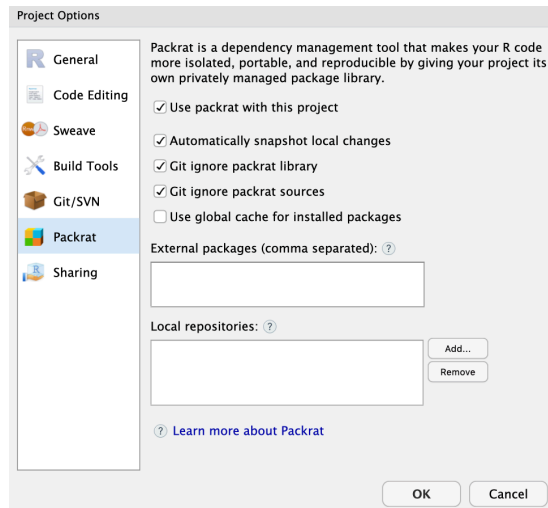 Project Options
General
Code Editing
Sweave
Build Tools
Git/SVN
Packrat
Sharing
Packrat is a dependency management tool that makes your R code
more isolated, portable, and reproducible by giving your project its
own privately managed package library.
Use packrat with this project
Automatically snapshot local changes
Git ignore packrat library
Git ignore packrat sources
Use global cache for installed packages
External packages (comma separated): ?
Local repositories: ?
Add...
Remove
? Learn more about Packrat
OK
Cancel